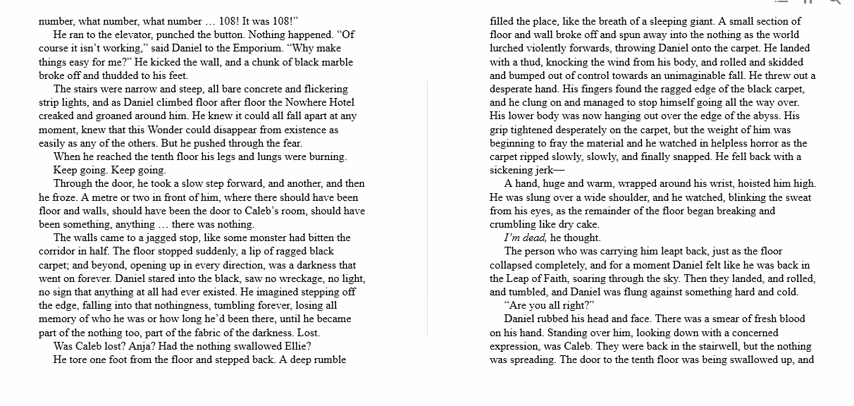 number, what number, what number … 108! It was 108!”
He ran to the elevator, punched the button. Nothing happened. “Of
course it isn’t working,” said Daniel to the Emporium. “Why make
things easy for me?” He kicked the wall, and a chunk of black marble
broke off and thudded to his feet.
The stairs were narrow and steep, all bare concrete and flickering
strip lights, and as Daniel climbed floor after floor the Nowhere Hotel
creaked and groaned around him. He knew it could all fall apart at any
moment, knew that this Wonder could disappear from existence as
easily as any of the others. But he pushed through the fear.
When he reached the tenth floor his legs and lungs were burning.
Keep going. Keep going.
Through the door, he took a slow step forward, and another, and then
he froze. A metre or two in front of him, where there should have been
floor and walls, should have been the door to Caleb’s room, should have
been something, anything … there was nothing.
The walls came to a jagged stop, like some monster had bitten the
corridor in half. The floor stopped suddenly, a lip of ragged black
carpet; and beyond, opening up in every direction, was a darkness that
went on forever. Daniel stared into the black, saw no wreckage, no light,
no sign that anything at all had ever existed. He imagined stepping off
the edge, falling into that nothingness, tumbling forever, losing all
memory of who he was or how long he’d been there, until he became
part of the nothing too, part of the fabric of the darkness. Lost.
Was Caleb lost? Anja? Had the nothing swallowed Ellie?
He tore one foot from the floor and stepped back. A deep rumble
filled the place, like the breath of a sleeping giant. A small section of
floor and wall broke off and spun away into the nothing as the world
lurched violently forwards, throwing Daniel onto the carpet. He landed
with a thud, knocking the wind from his body, and rolled and skidded
and bumped out of control towards an unimaginable fall. He threw out a
desperate hand. His fingers found the ragged edge of the black carpet,
and he clung on and managed to stop himself going all the way over.
His lower body was now hanging out over the edge of the abyss. His
grip tightened desperately on the carpet, but the weight of him was
beginning to fray the material and he watched in helpless horror as the
carpet ripped slowly, slowly, and finally snapped. He fell back with a
sickening jerk—
A hand, huge and warm, wrapped around his wrist, hoisted him high.
He was slung over a wide shoulder, and he watched, blinking the sweat
from his eyes, as the remainder of the floor began breaking and
crumbling like dry cake.
I’m dead, he thought.
The person who was carrying him leapt back, just as the floor
collapsed completely, and for a moment Daniel felt like he was back in
the Leap of Faith, soaring through the sky. Then they landed, and rolled,
and tumbled, and Daniel was flung against something hard and cold.
“Are you all right?”
Daniel rubbed his head and face. There was a smear of fresh blood
on his hand. Standing over him, looking down with a concerned
expression, was Caleb. They were back in the stairwell, but the nothing
was spreading. The door to the tenth floor was being swallowed up, and